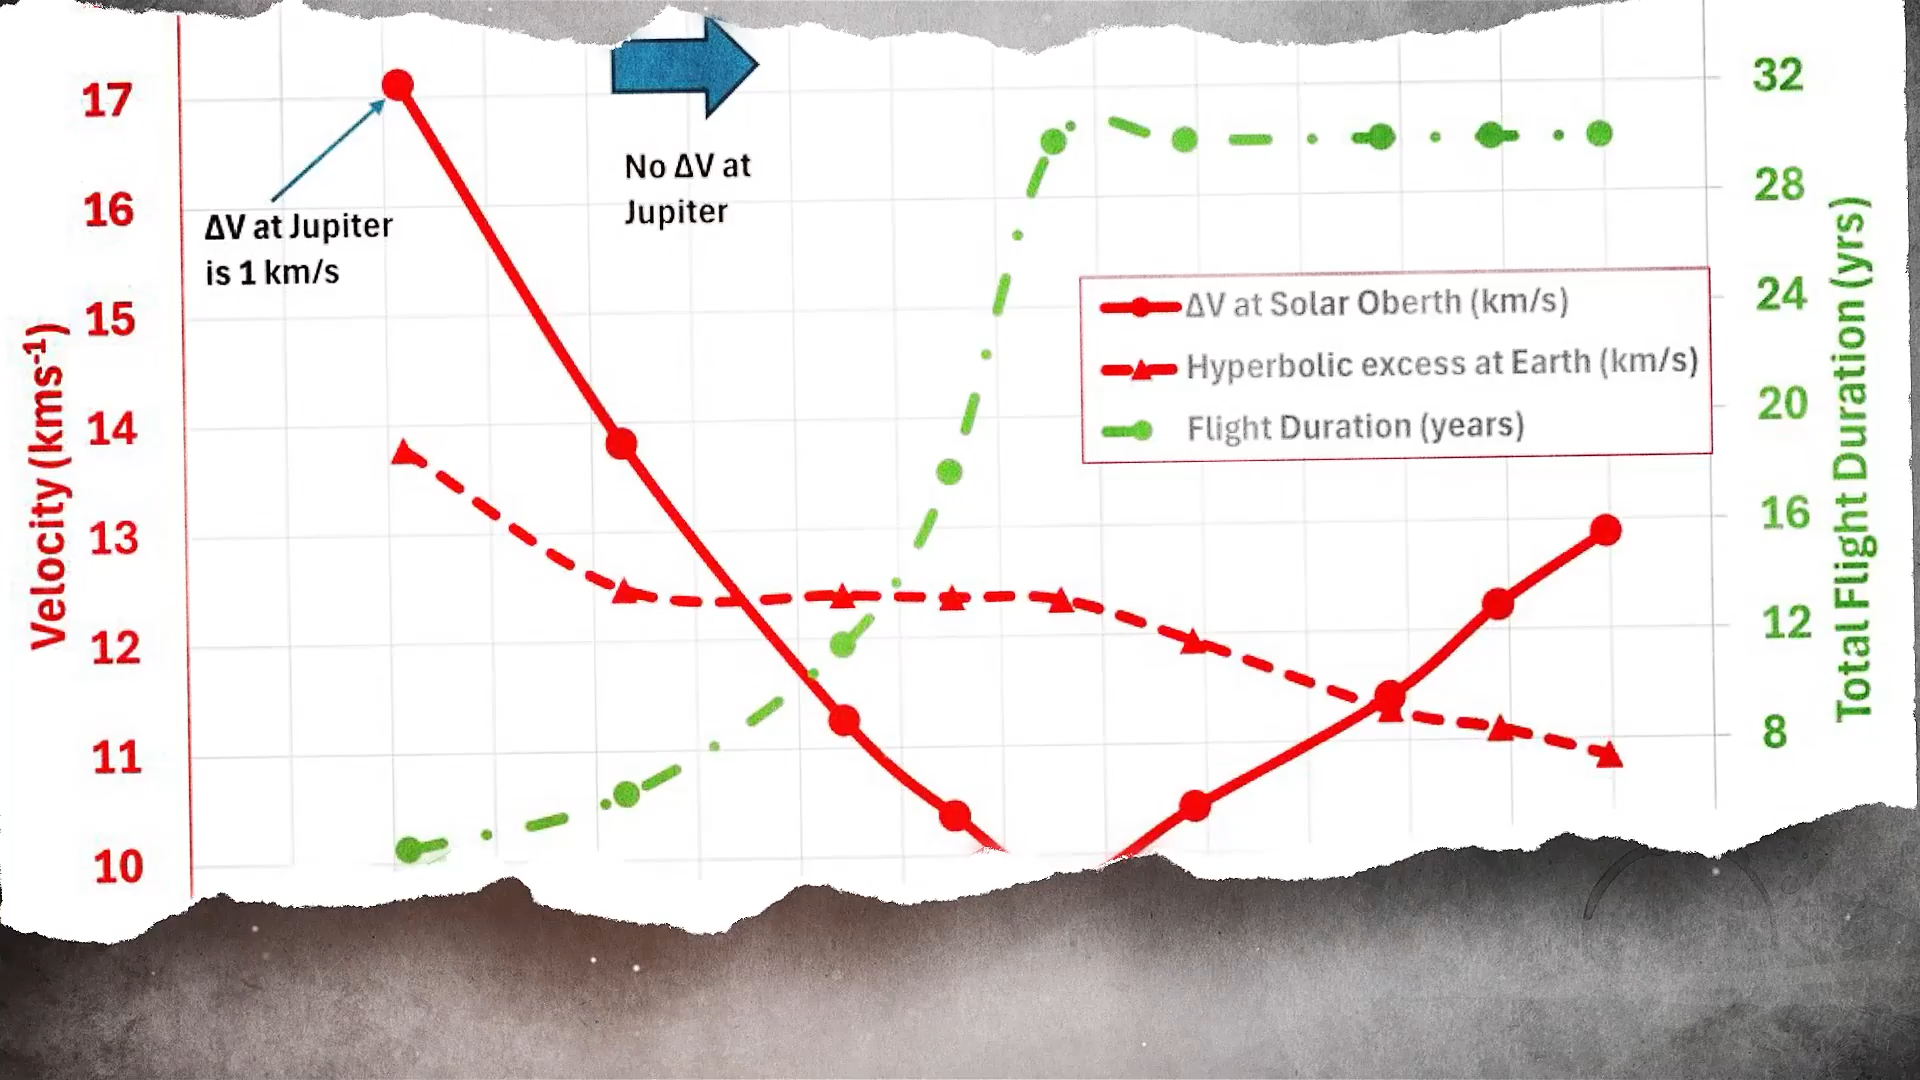 17
16
15
14
13
12
11
10
Velocity (kms⁻¹)
ΔV at Jupiter
is 1 km/s
No ΔV at
Jupiter
ΔV at Solar Oberth (km/s)
Hyperbolic excess at Earth (km/s)
Flight Duration (years)
32
28
24
20
16
12
8
Total Flight Duration (yrs)